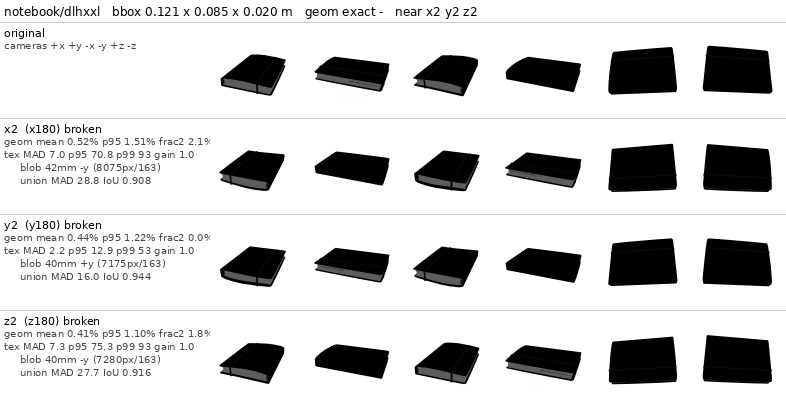 notebook/dlhxxl bbox 0.121 x 0.085 x 0.020 m geom exact - near x2 y2 z2
original
cameras +x +y -x -y +z -z
x2 (x180) broken
geom mean 0.52% p95 1.51% frac2 2.1%
tex MAD 7.0 p95 70.8 p99 93 gain 1.0
blob 42mm -y (8075px/163)
union MAD 28.8 IoU 0.908
y2 (y180) broken
geom mean 0.44% p95 1.22% frac2 0.0%
tex MAD 2.2 p95 12.9 p99 53 gain 1.0
blob 40mm +y (7175px/163)
union MAD 16.0 IoU 0.944
z2 (z180) broken
geom mean 0.41% p95 1.10% frac2 1.8%
tex MAD 7.3 p95 75.3 p99 93 gain 1.0
blob 40mm -y (7280px/163)
union MAD 27.7 IoU 0.916